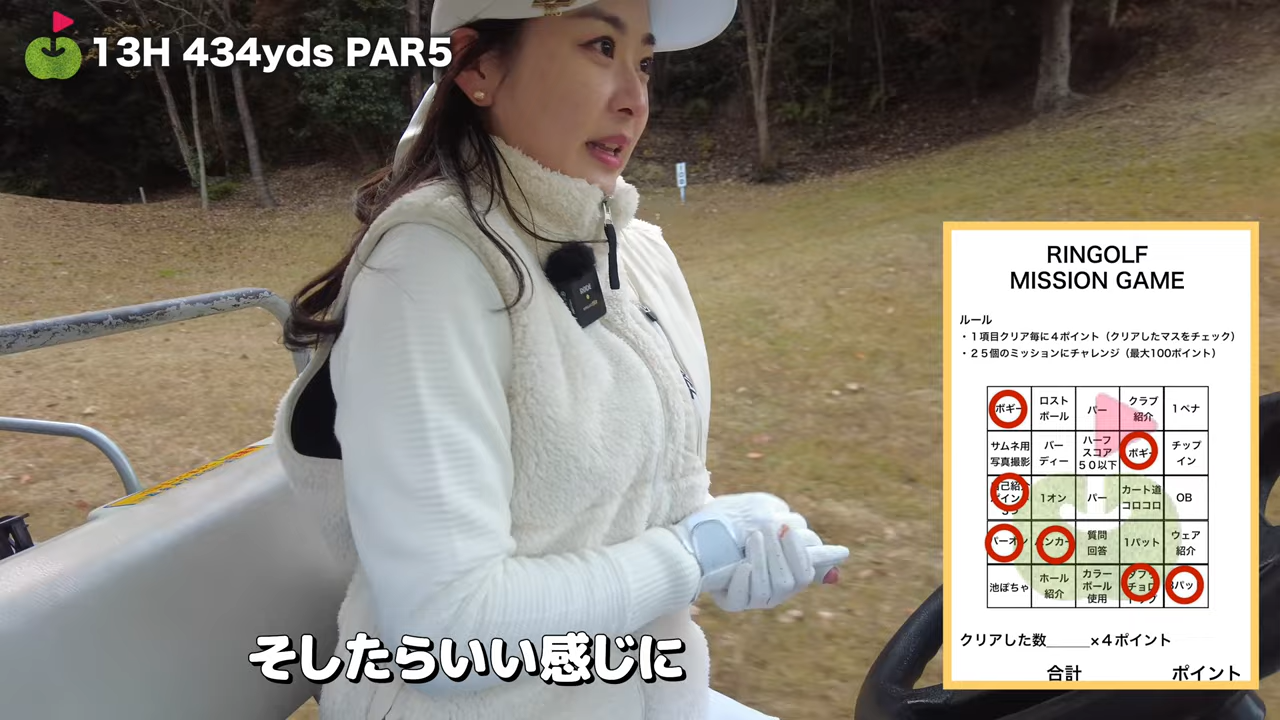 13H 434yds PAR5
RINGOLF
MISSION GAME
ルール
・１項目クリア毎に４ポイント（クリアしたマスをチェック）
・２５個のミッションにチャレンジ（最大100ポイント）
ボギー
ロスト
ボール
パー
クラブ
紹介
１ペナ
サムネ用
写真撮影
バー
ディー
ハーフ
スコア
５０以下
ボギー
チップ
イン
1オン
パー
カート道
コロコロ
OB
質問
回答
1パット
ウェア
紹介
池ぽちゃ
ホール
紹介
カラー
ボール
使用
クリアした数_____×４ポイント
合計 ポイント
そしたらいい感じに